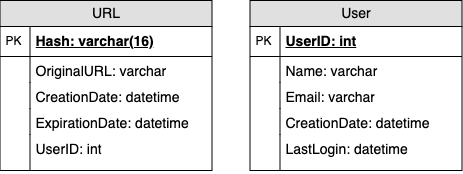 URL
PK Hash: varchar(16)
OriginalURL: varchar
CreationDate: datetime
ExpirationDate: datetime
UserID: int
User
PK UserID: int
Name: varchar
Email: varchar
CreationDate: datetime
LastLogin: datetime